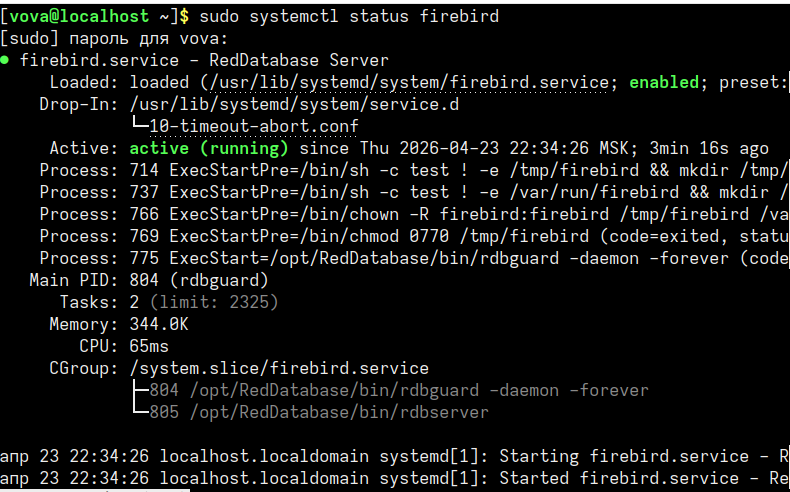 [vova@localhost ~]$ sudo systemctl status firebird
[sudo] пароль для vova:
● firebird.service – RedDatabase Server
Loaded: loaded (/usr/lib/systemd/system/firebird.service; enabled; preset:
Drop-In: /usr/lib/systemd/system/service.d
└─10-timeout-abort.conf
Active: active (running) since Thu 2026-04-23 22:34:26 MSK; 3min 16s ago
Process: 714 ExecStartPre=/bin/sh -c test ! -e /tmp/firebird && mkdir /tmp/
Process: 737 ExecStartPre=/bin/sh -c test ! -e /var/run/firebird && mkdir /
Process: 766 ExecStartPre=/bin/chown -R firebird:firebird /tmp/firebird /va
Process: 769 ExecStartPre=/bin/chmod 0770 /tmp/firebird (code=exited, statu
Process: 775 ExecStart=/opt/RedDatabase/bin/rdbguard -daemon -forever (code
Main PID: 804 (rdbguard)
Tasks: 2 (limit: 2325)
Memory: 344.0K
CPU: 65ms
CGroup: /system.slice/firebird.service
├─804 /opt/RedDatabase/bin/rdbguard -daemon -forever
└─805 /opt/RedDatabase/bin/rdbserver
апр 23 22:34:26 localhost.localdomain systemd[1]: Starting firebird.service – R
апр 23 22:34:26 localhost.localdomain systemd[1]: Started firebird.service – Re